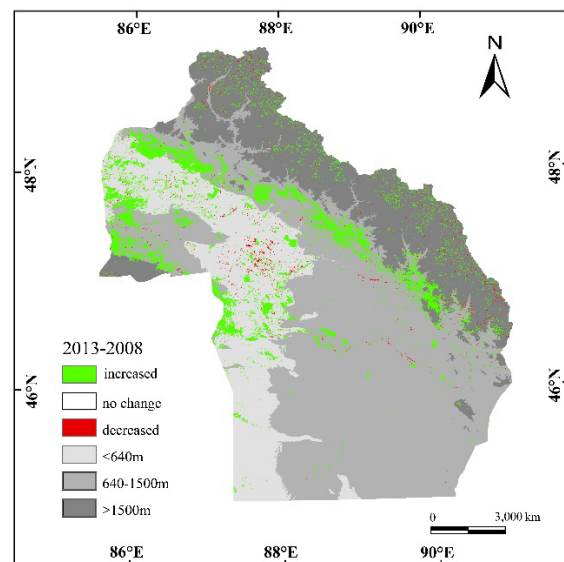 86°E 88°E 90°E
N
48°N 48°N
2013-2008
increased
no change
decreased
<640m
640-1500m
>1500m
46°N 46°N
0 3,000 km
86°E 88°E 90°E